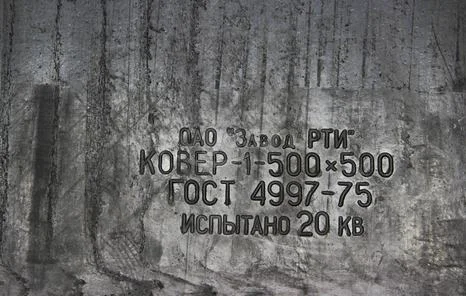 ОАО "Завод РТИ"
КОВЕР-1-500×500
ГОСТ 4997-75
ИСПЫТАНО 20 КВ